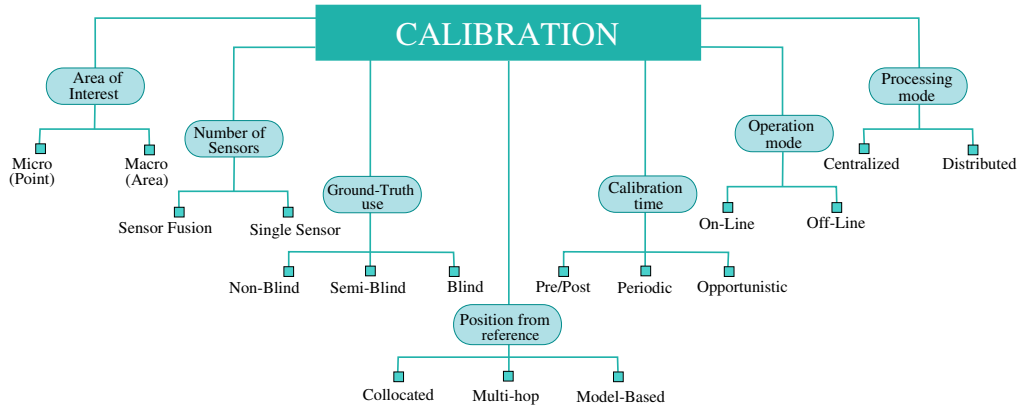 CALIBRATION
Area of
Interest
Micro
(Point)
Macro
(Area)
Number of
Sensors
Sensor Fusion
Single Sensor
Ground-Truth
use
Non-Blind
Semi-Blind
Blind
Position from
reference
Collocated
Multi-hop
Model-Based
Calibration
time
Pre/Post
Periodic
Opportunistic
Operation
mode
On-Line
Off-Line
Processing
mode
Centralized
Distributed